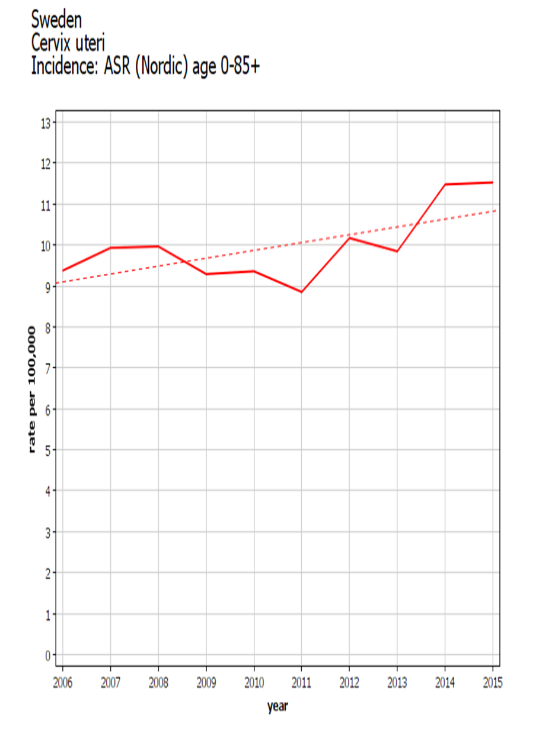 Sweden
Cervix uteri
Incidence: ASR (Nordic) age 0-85+
rate per 100,000
13
12
11
10
9
8
7
6
5
4
3
2
1
0
2006 2007 2008 2009 2010 2011 2012 2013 2014 2015
year